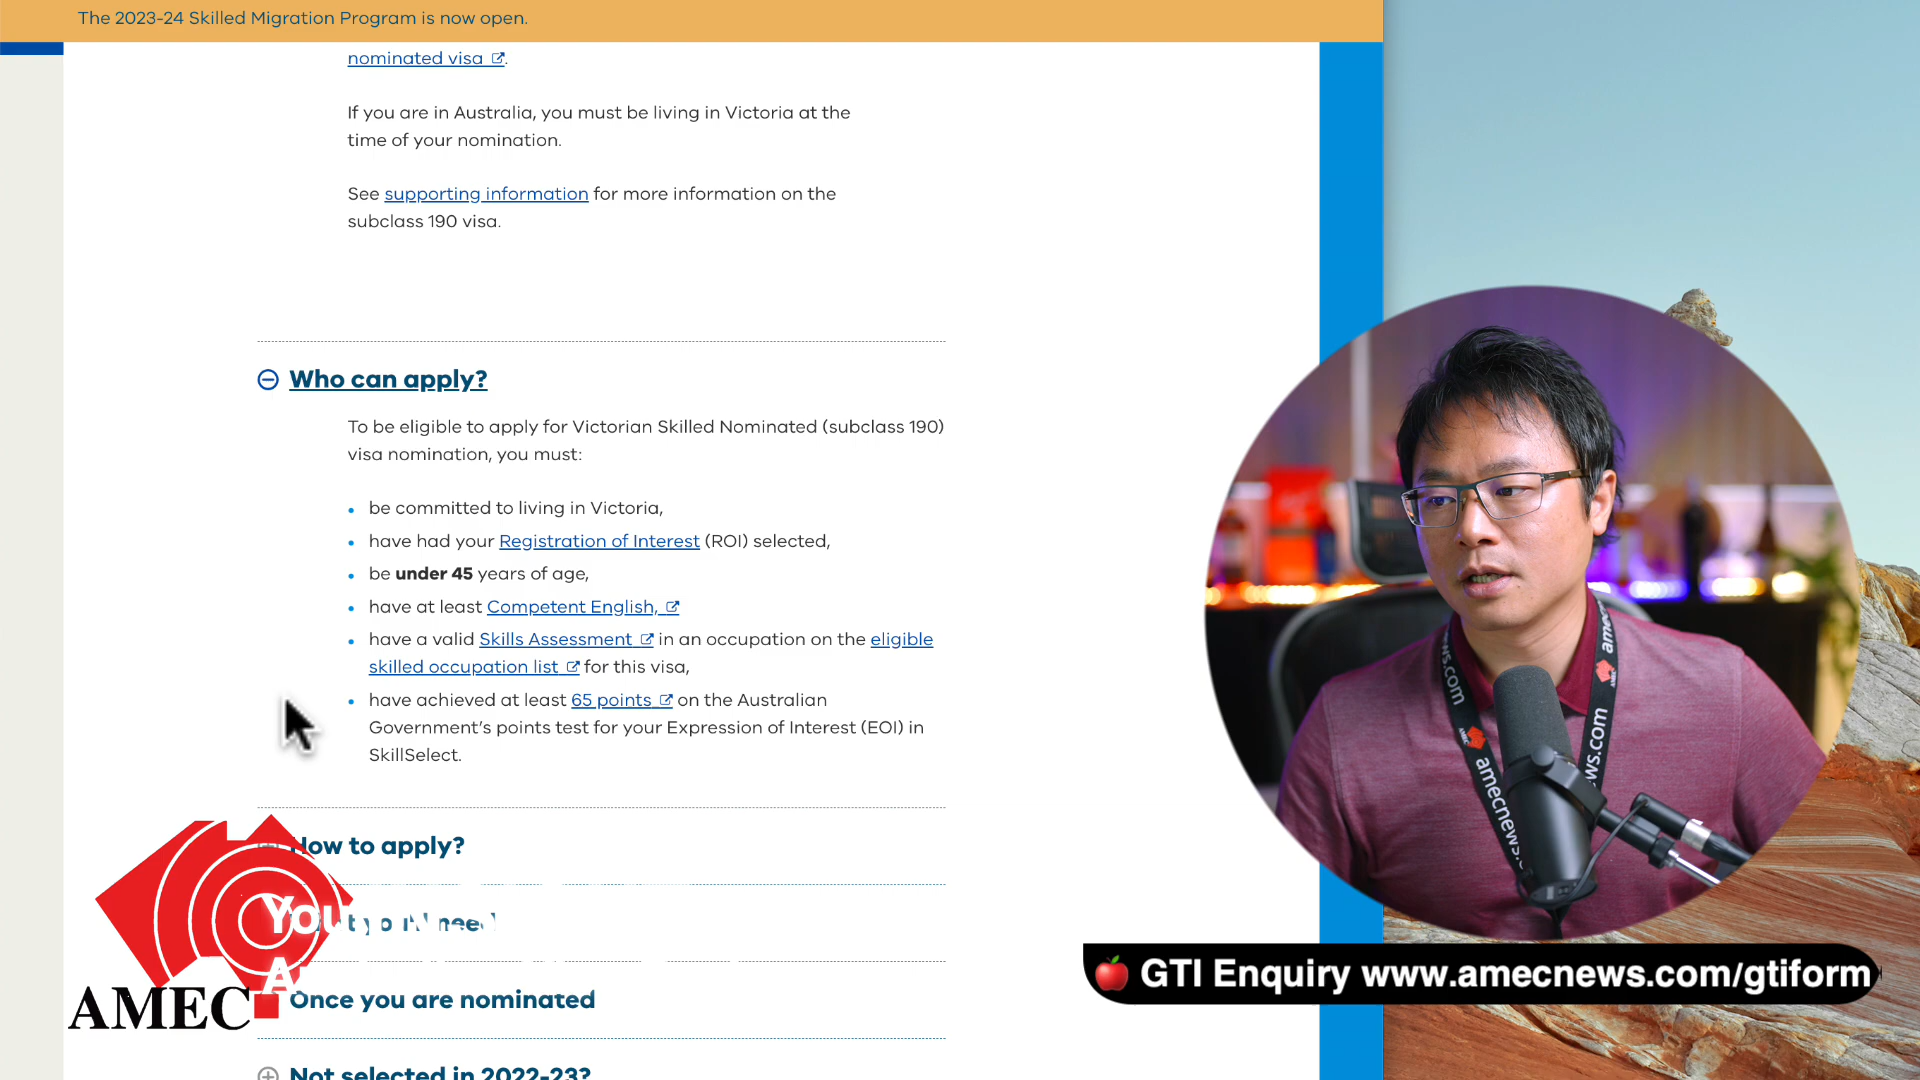 The 2023-24 Skilled Migration Program is now open.
nominated visa.
If you are in Australia, you must be living in Victoria at the
time of your nomination.
See supporting information for more information on the
subclass 190 visa.
Who can apply?
To be eligible to apply for Victorian Skilled Nominated (subclass 190)
visa nomination, you must:
be committed to living in Victoria,
have had your Registration of Interest (ROI) selected,
be under 45 years of age,
have at least Competent English,
have a valid Skills Assessment in an occupation on the eligible
skilled occupation list for this visa,
have achieved at least 65 points on the Australian
Government's points test for your Expression of Interest (EOI) in
SkillSelect.
How to apply?
need
Once you are nominated
Not selected in 2022-23?
AMEC
amecnews.com
GTI Enquiry www.amecnews.com/gtiform